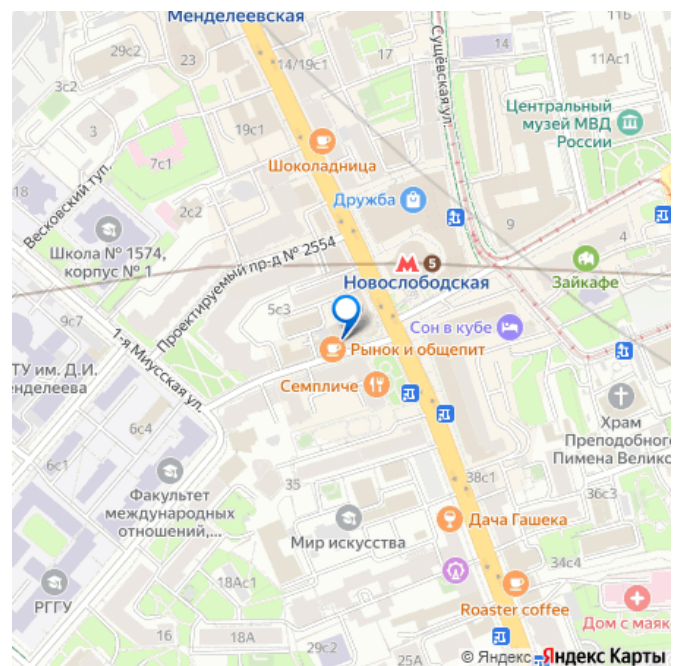 Менделеевская
29с2
23
14/19с1
17
14
11Б
11Ас1
3с2
Сущёвская ул.
Центральный
музей МВД
России
3
19с1
7с1
Шоколадница
18
Весковский туп.
2с2
Дружба
9
4
Школа № 1574,
корпус № 1
Проектируемый пр-д № 2554
5
Новослободская
Зайкафе
5с3
9с7
1-я Миусская ул.
Сон в кубе
Рынок и общепит
ТУ им. Д.И.
енделеева
Семпличе
6с4
Храм
Преподобного
Пимена Велико
6с1
Факультет
международных
отношений,...
35
38с1
36с3
Мир искусства
Дача Гашека
РГГУ
18Ас1
34с4
Roaster coffee
Дом с маяк
16
18А
29с2
© Яндекс Яндекс Карты